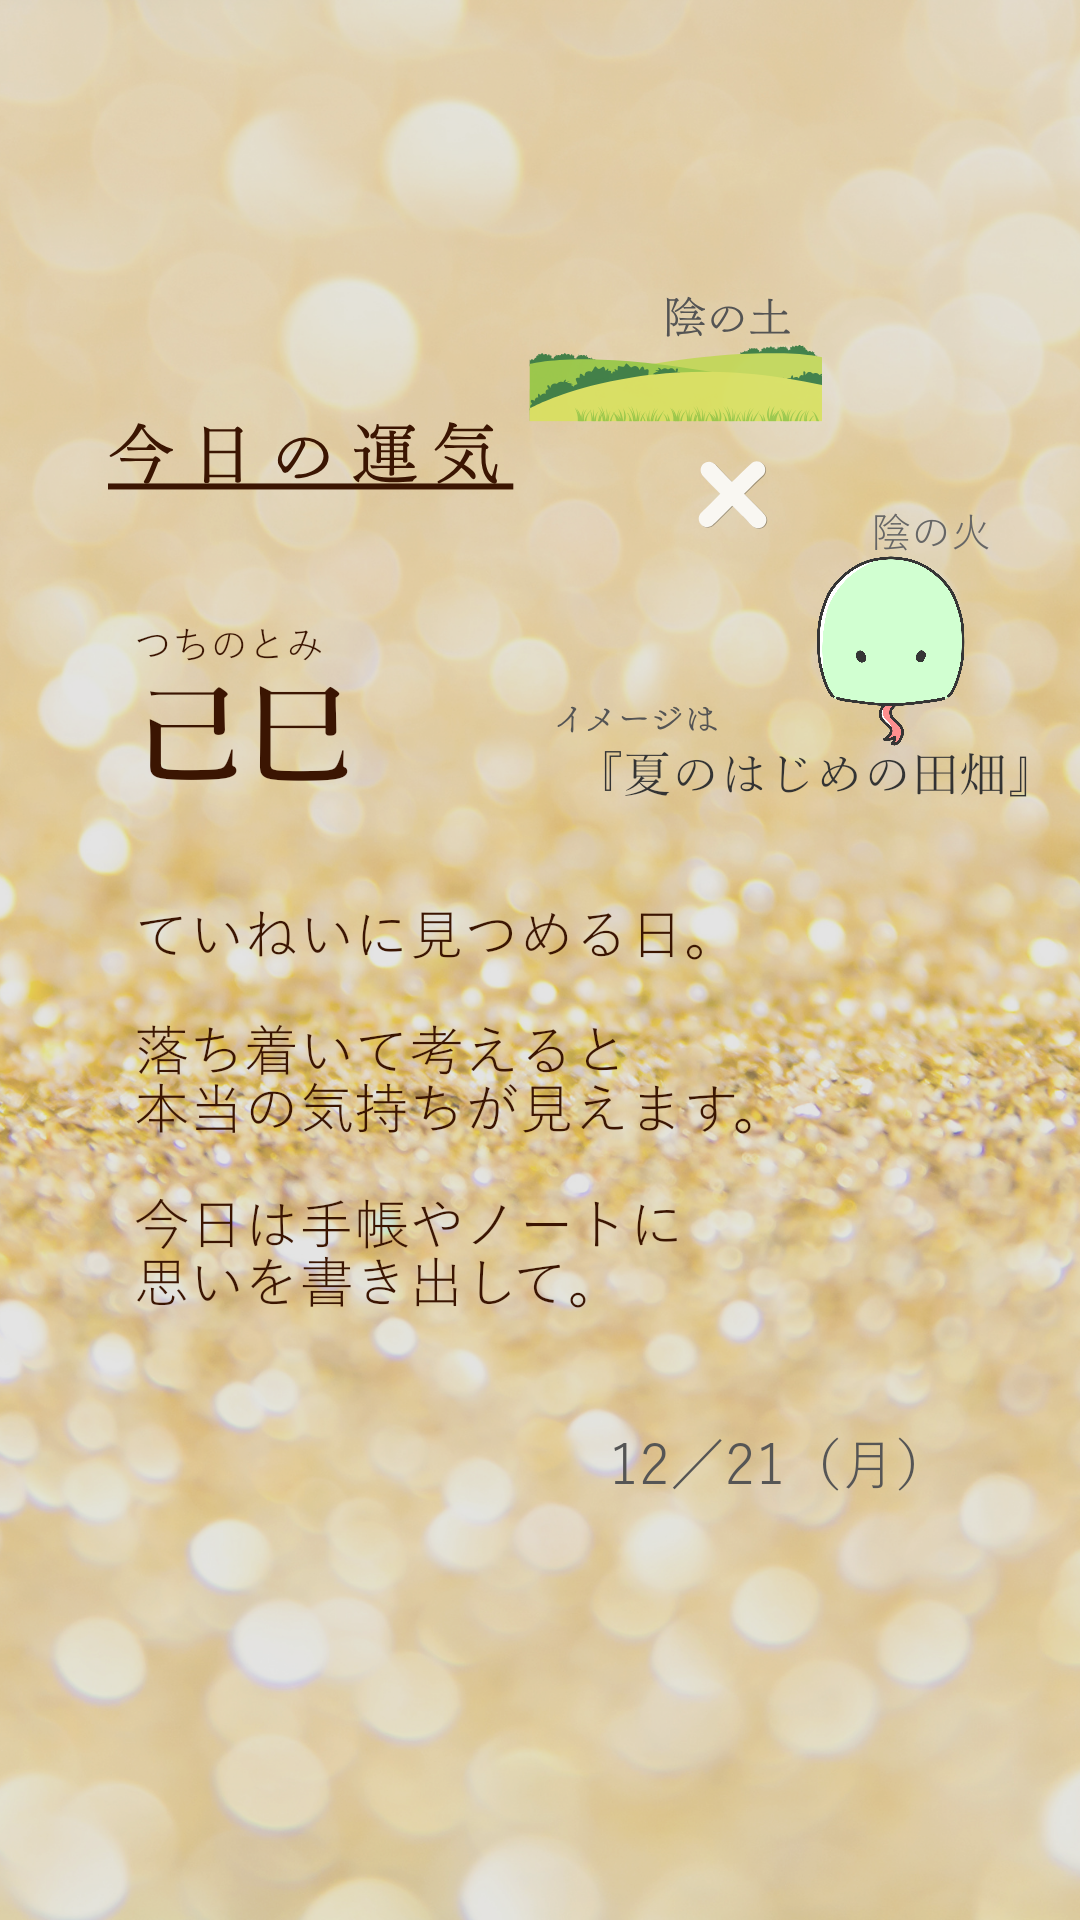 陰の土
今日の運気
陰の火
つちのとみ
己巳
イメージは
『夏のはじめの田畑』
ていねいに見つめる日。
落ち着いて考えると
本当の気持ちが見えます。
今日は手帳やノートに
思いを書き出して。
12／21（月）